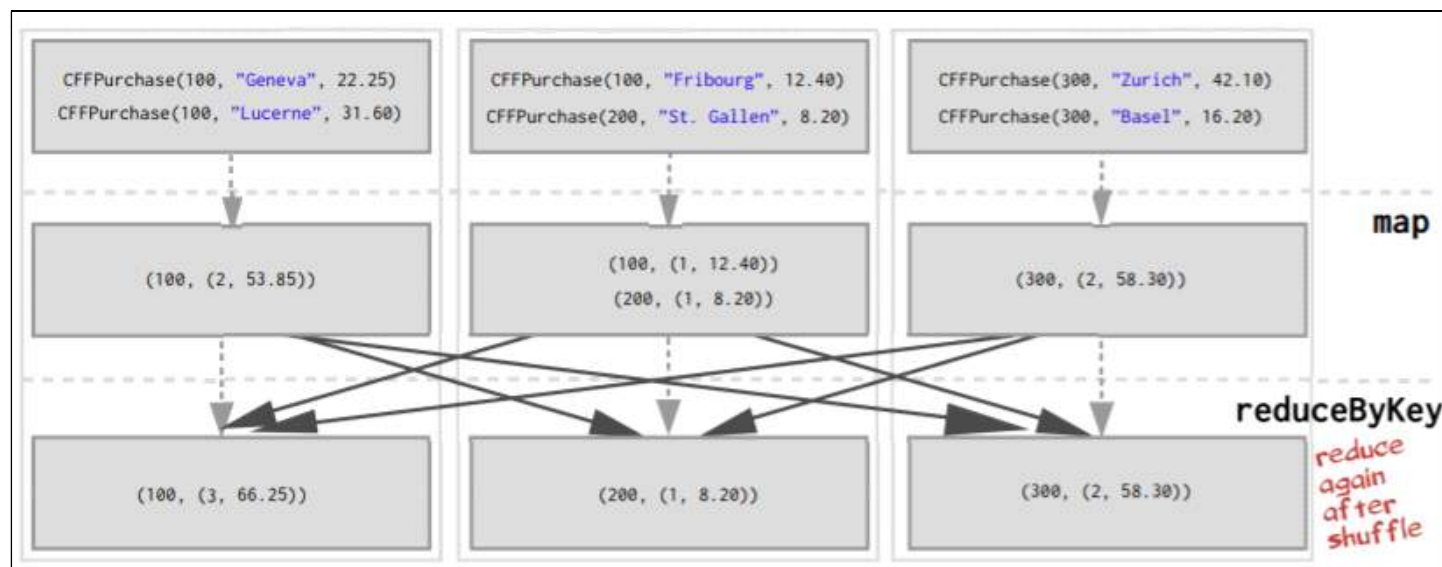 CFFPurchase(100, "Geneva", 22.25)
CFFPurchase(100, "Lucerne", 31.60)
CFFPurchase(100, "Fribourg", 12.40)
CFFPurchase(200, "St. Gallen", 8.20)
CFFPurchase(300, "Zurich", 42.10)
CFFPurchase(300, "Basel", 16.20)
map
(100, (2, 53.85))
(100, (1, 12.40))
(200, (1, 8.20))
(300, (2, 58.30))
reduceByKey
(100, (3, 66.25))
(200, (1, 8.20))
(300, (2, 58.30))
reduce
again
after
shuffle